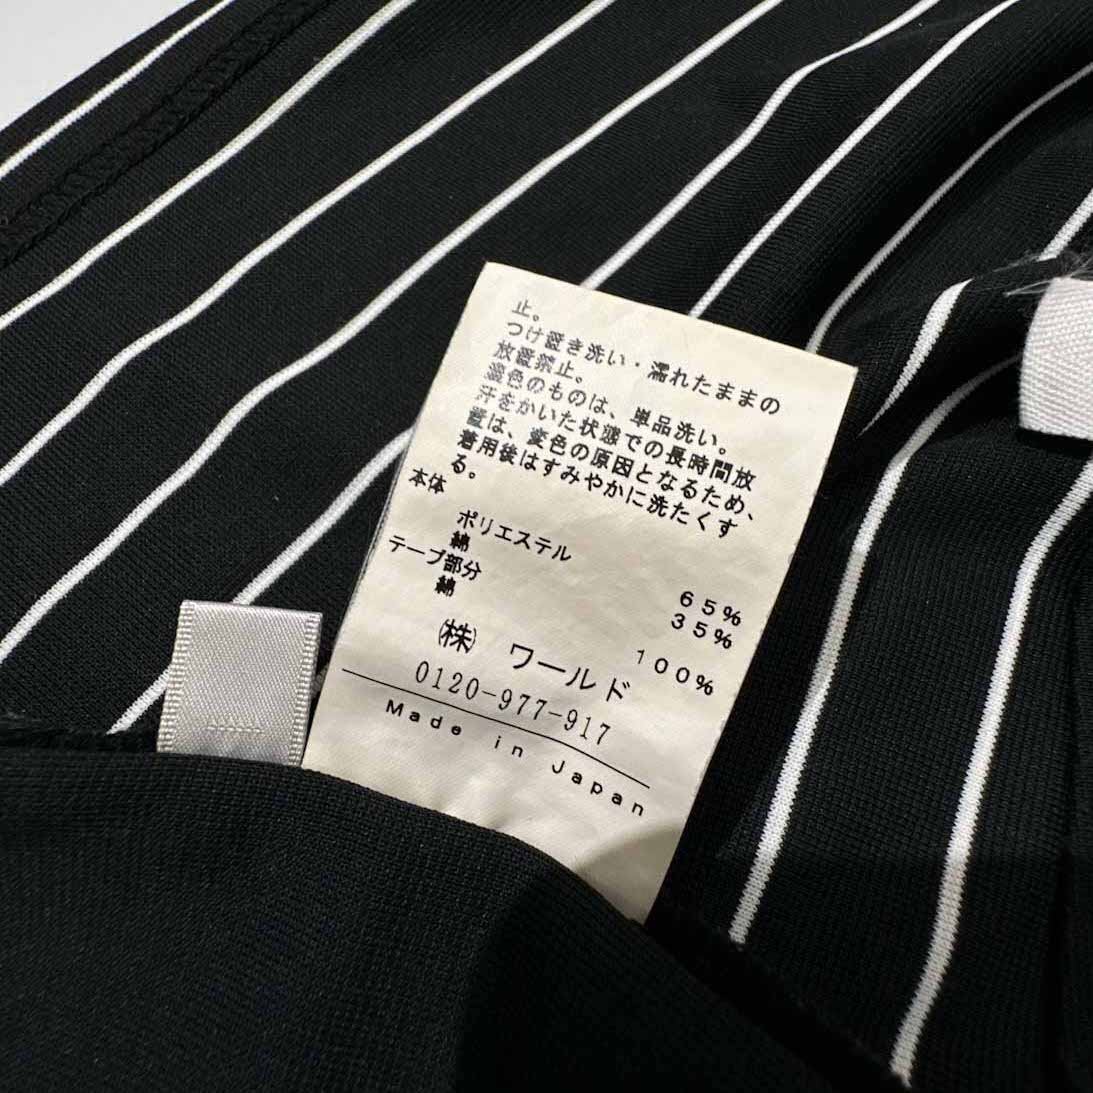 止。
つけ置き洗い・濡れたままの
放置禁止。
濃色のものは、単品洗い。
汗をかいた状態での長時間放
置は、変色の原因となるため、
着用後はすみやかに洗たくす
る。
本体
ポリエステル 65%
綿 35%
テープ部分
綿 100%
㈱ ワールド
0120-977-917
Made in Japan